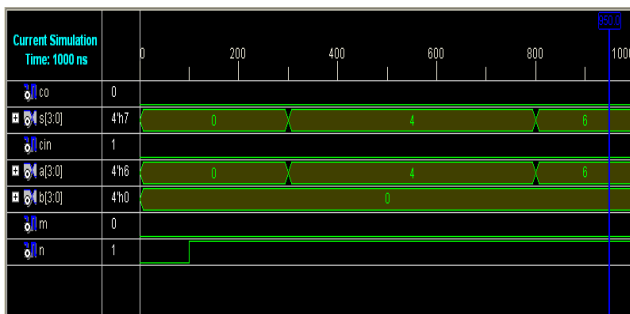 950.0
Current Simulation
Time: 1000 ns
0 200 400 600 800 1000
co 0
s[3:0] 4'h7 0 4 6
cin 1
a[3:0] 4'h6 0 4 6
b[3:0] 4'h0 0
m 0
n 1